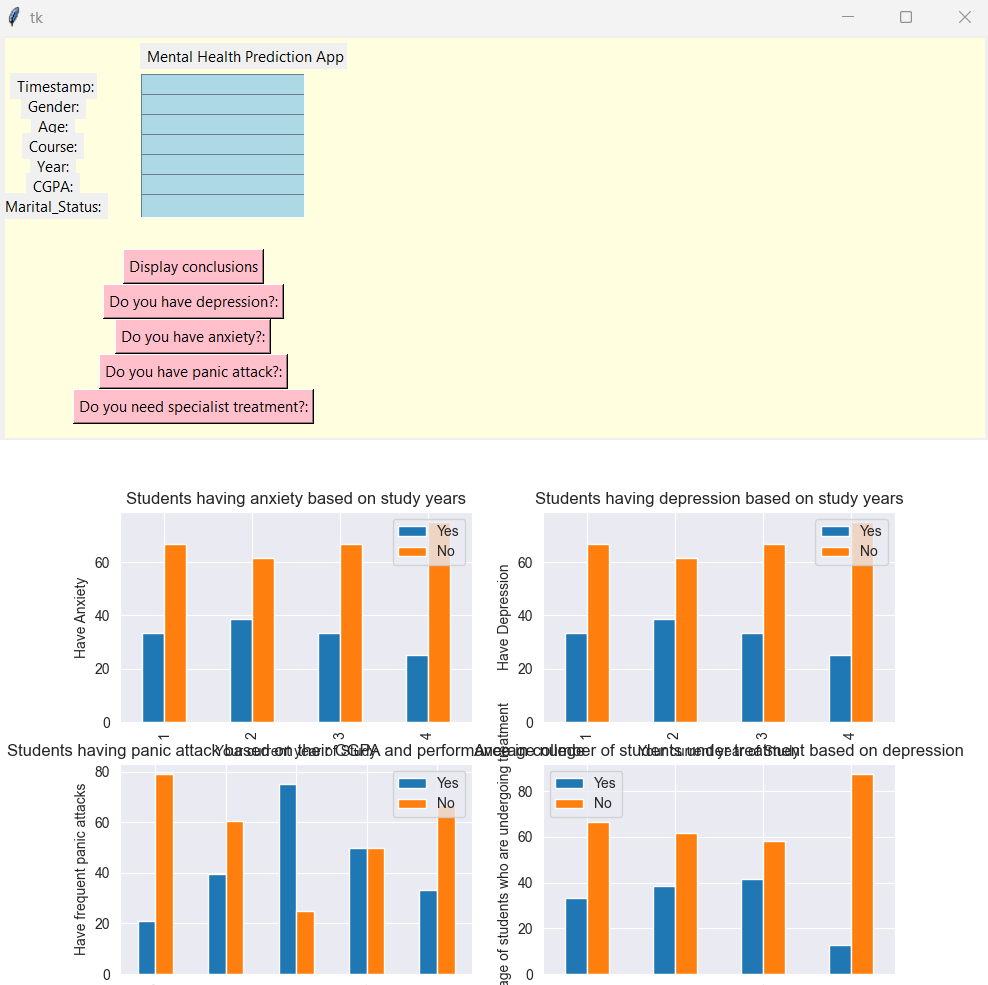 tk
Mental Health Prediction App
Timestamp:
Gender:
Age:
Course:
Year:
CGPA:
Marital_Status:
Display conclusions
Do you have depression?:
Do you have anxiety?:
Do you have panic attack?:
Do you need specialist treatment?:
Students having anxiety based on study years
Have Anxiety
60
40
20
0
Yes
No
1
2
3
4
Your current year of Study
Students having depression based on study years
Have Depression
60
40
20
0
Yes
No
1
2
3
4
Your current year of Study
Students having panic attack based on their CGPA and performance in college
Have frequent panic attacks
80
60
40
20
0
Yes
No
Average number of students under treatment based on depression
age of students who are undergoing treatment
80
60
40
20
0
Yes
No